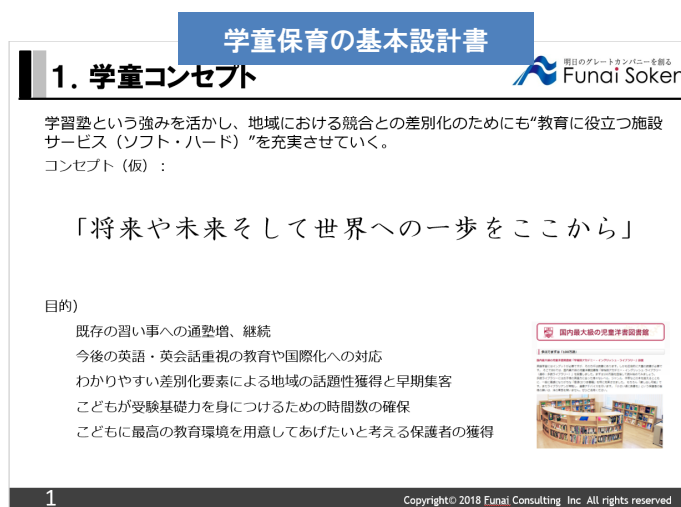 学童保育の基本設計書
1. 学童コンセプト
明日のグレートカンパニーを創る
Funai Soken
学習塾という強みを活かし、地域における競合との差別化のためにも“教育に役立つ施設
サービス（ソフト・ハード）”を充実させていく。
コンセプト（仮）：
「将来や未来そして世界への一歩をここから」
目的)
既存の習い事への通塾増、継続
今後の英語・英会話重視の教育や国際化への対応
わかりやすい差別化要素による地域の話題性獲得と早期集客
こどもが受験基礎力を身につけるための時間数の確保
こどもに最高の教育環境を用意してあげたいと考える保護者の獲得
国内最大級の児童洋書図書館
1
Copyright© 2018 Funai Consulting Inc All rights reserved